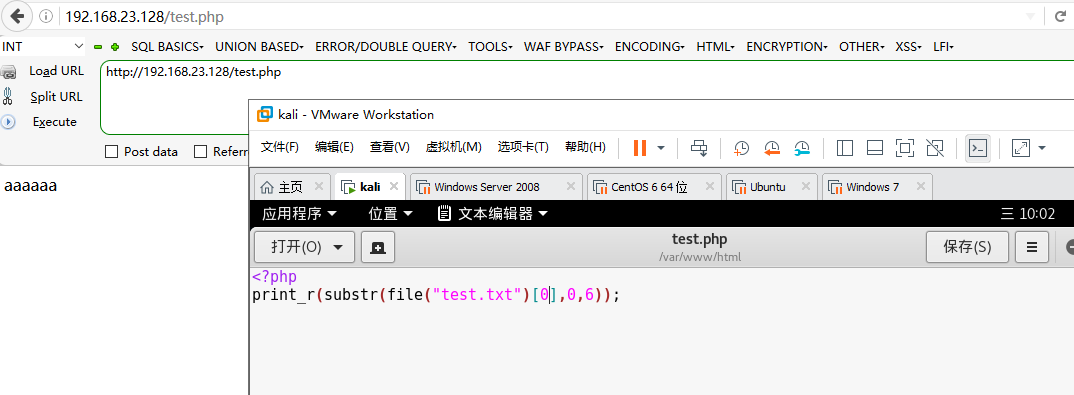 192.168.23.128/test.php
INT SQL BASICS UNION BASED ERROR/DOUBLE QUERY TOOLS WAF BYPASS ENCODING HTML ENCRYPTION OTHER XSS LFI
Load URL http://192.168.23.128/test.php
Split URL
Execute
Post data Referr
aaaaaa
kali - VMware Workstation
文件(F) 编辑(E) 查看(V) 虚拟机(M) 选项卡(T) 帮助(H)
主页 kali Windows Server 2008 CentOS 6 64 位 Ubuntu Windows 7
应用程序 位置 文本编辑器 三 10:02
打开(O) test.php 保存(S)
/var/www/html
<?php
print_r(substr(file("test.txt")[0],0,6));